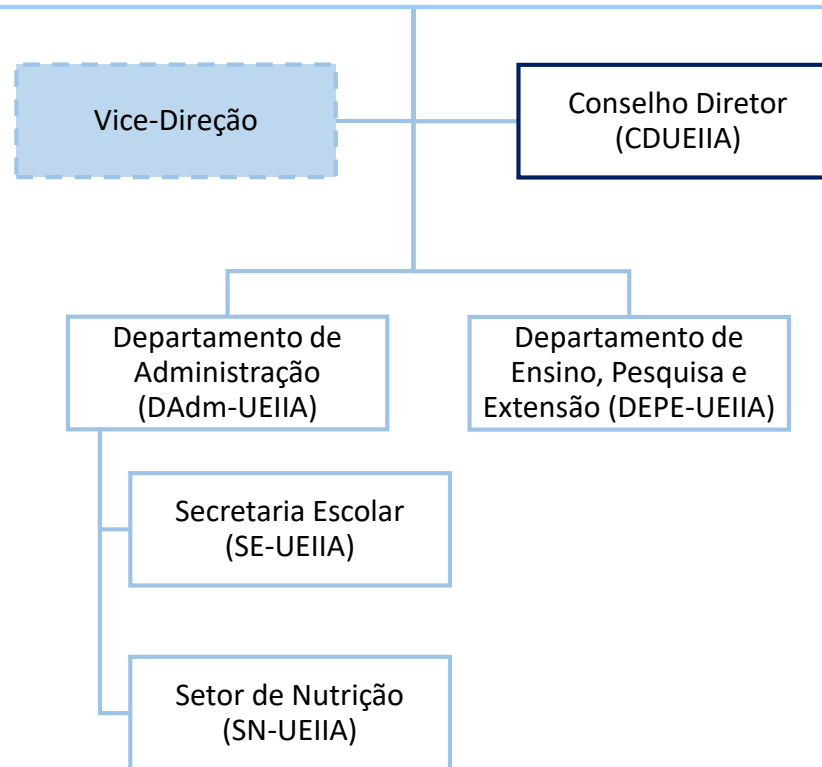 Vice-Direção
Conselho Diretor
(CDUEIIA)
Departamento de
Administração
(DAdm-UEIIA)
Departamento de
Ensino, Pesquisa e
Extensão (DEPE-UEIIA)
Secretaria Escolar
(SE-UEIIA)
Setor de Nutrição
(SN-UEIIA)